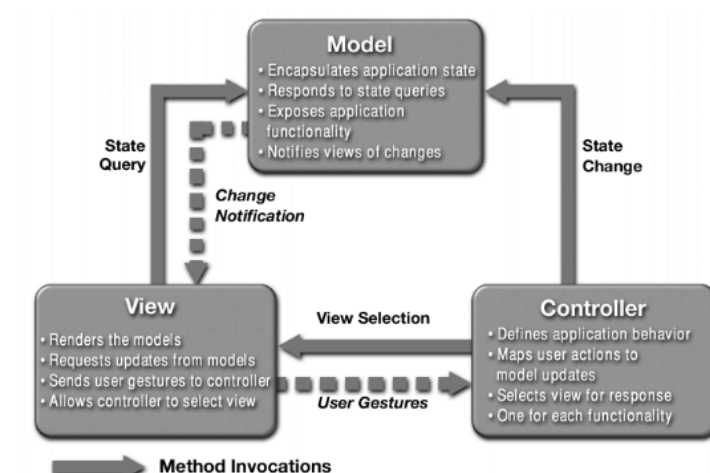 Model
• Encapsulates application state
• Responds to state queries
• Exposes application
functionality
• Notifies views of changes
State
Query
Change
Notification
State
Change
View
• Renders the models
• Requests updates from models
• Sends user gestures to controller
• Allows controller to select view
View Selection
User Gestures
Controller
• Defines application behavior
• Maps user actions to
model updates
• Selects view for response
• One for each functionality
Method Invocations